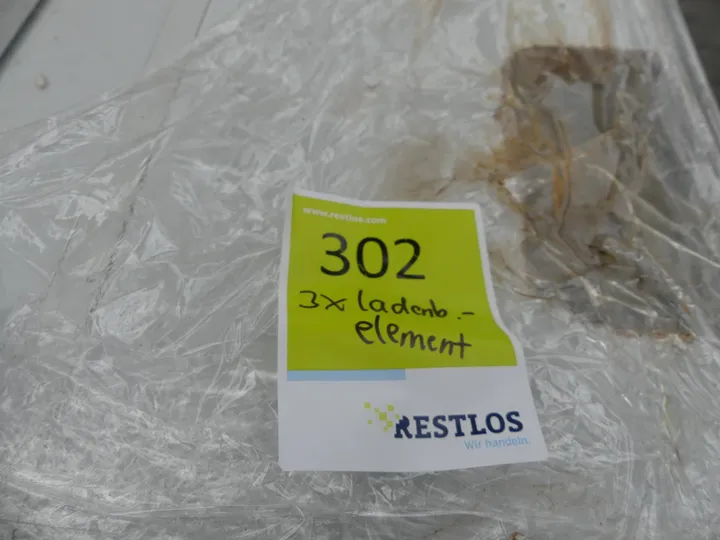 www.restlos.com
302
3x ladenb.-
element
RESTLOS
Wir handeln.